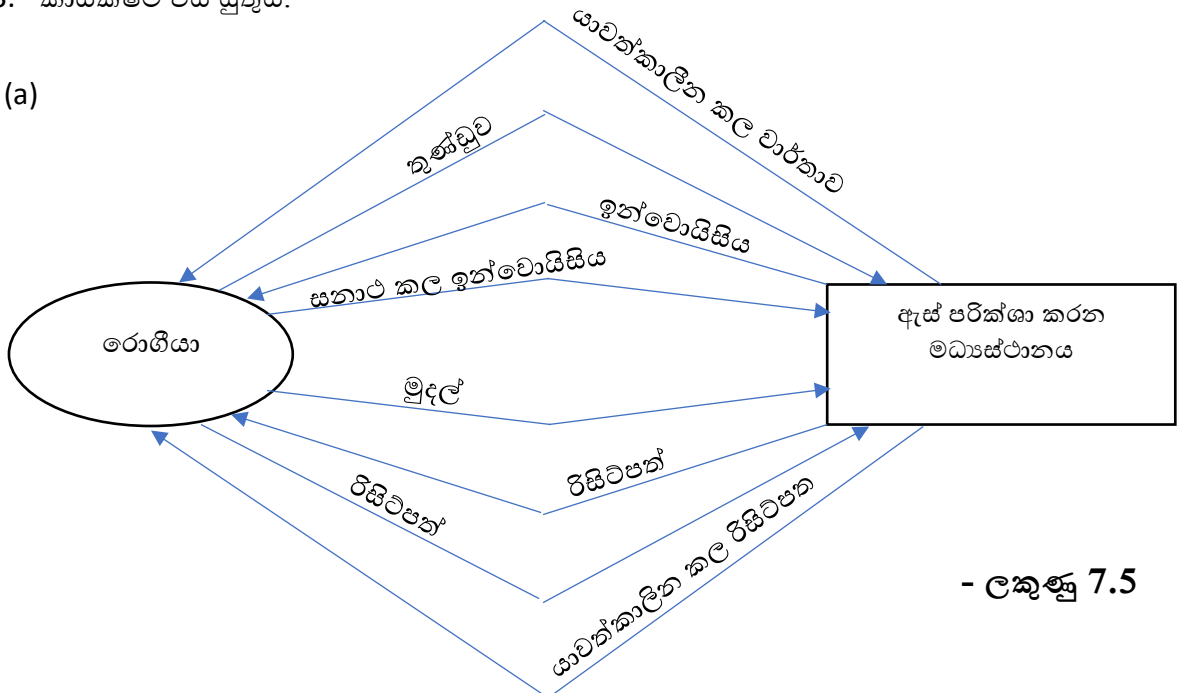 (a)
යාවත්කාලීන කල වාර්තාව
තුණ්ඩුව
ඉන්වොයිසිය
සනාථ කල ඉන්වොයිසිය
රොගීයා
ඇස් පරික්ශා කරන
මධ්‍යස්ථානය
මුදල්
රිසිට්පත්
රිසිට්පත්
යාවත්කාලින කල රිසිට්පත
- ලකුණු 7.5